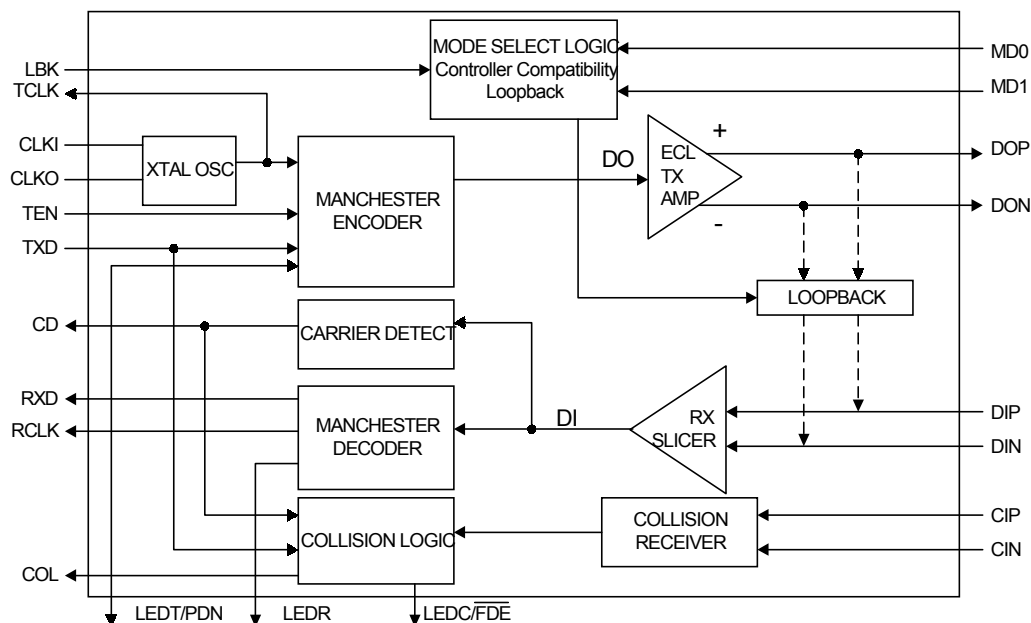 MODE SELECT LOGIC
Controller Compatibility
Loopback
MD0
MD1
LBK
TCLK
CLKI
CLKO
XTAL OSC
TEN
TXD
MANCHESTER
ENCODER
DO
ECL
TX
AMP
+
-
DOP
DON
LOOPBACK
CD
CARRIER DETECT
RXD
RCLK
MANCHESTER
DECODER
DI
RX
SLICER
DIP
DIN
COLLISION LOGIC
COLLISION
RECEIVER
CIP
CIN
COL
LEDT/PDN
LEDR
LEDC/F̅D̅E̅